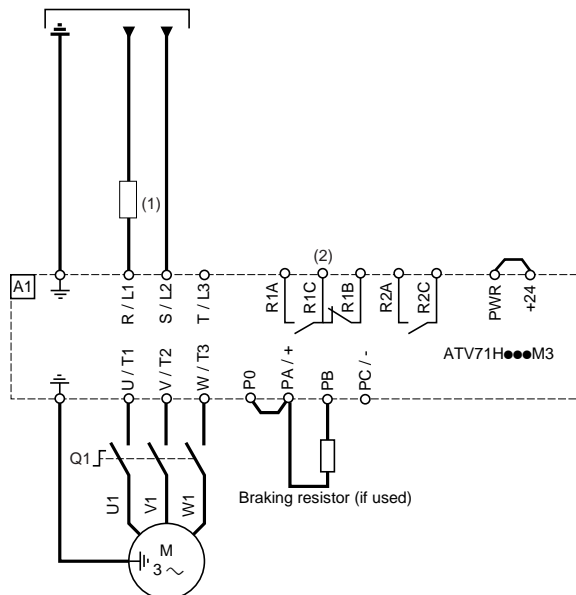 (1)
(2)
A1
R / L1
S / L2
T / L3
R1A
R1C
R1B
R2A
R2C
PWR
+24
ATV71H●●●M3
U / T1
V / T2
W / T3
P0
PA / +
PB
PC / -
Q1
U1
V1
W1
Braking resistor (if used)
M
3 ~